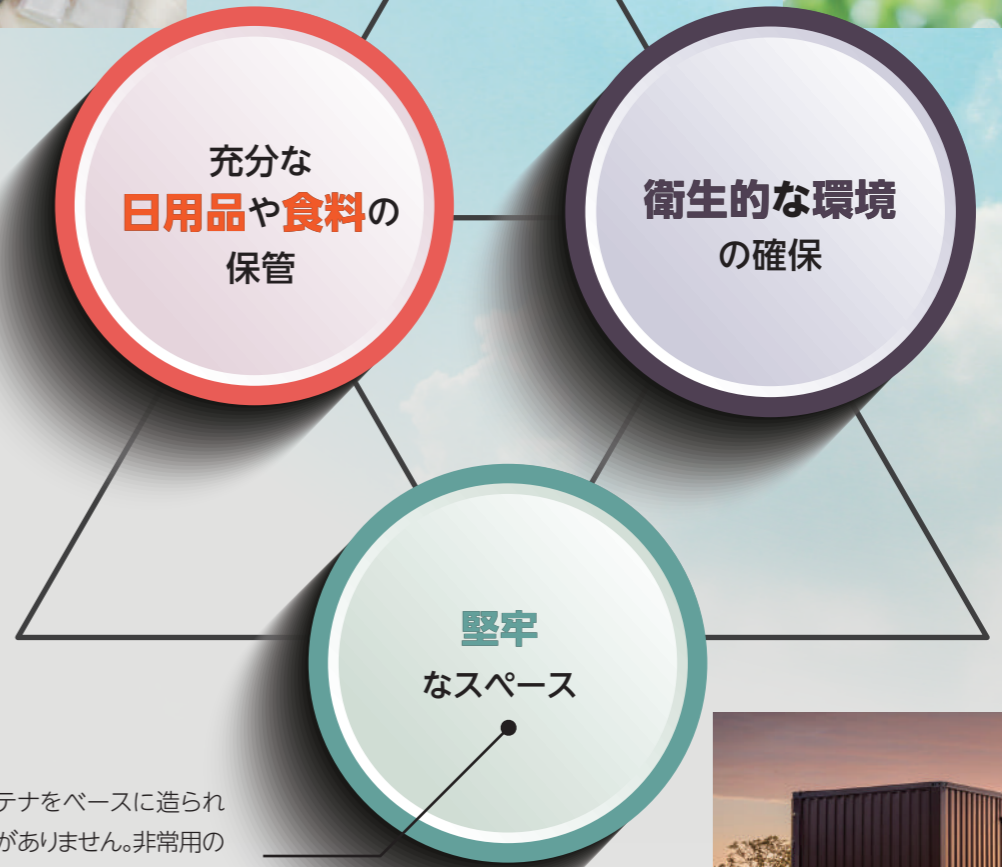 充分な
日用品や食料の
保管
衛生的な環境
の確保
堅牢
なスペース
テナをベースに造られ
がありません。非常用の